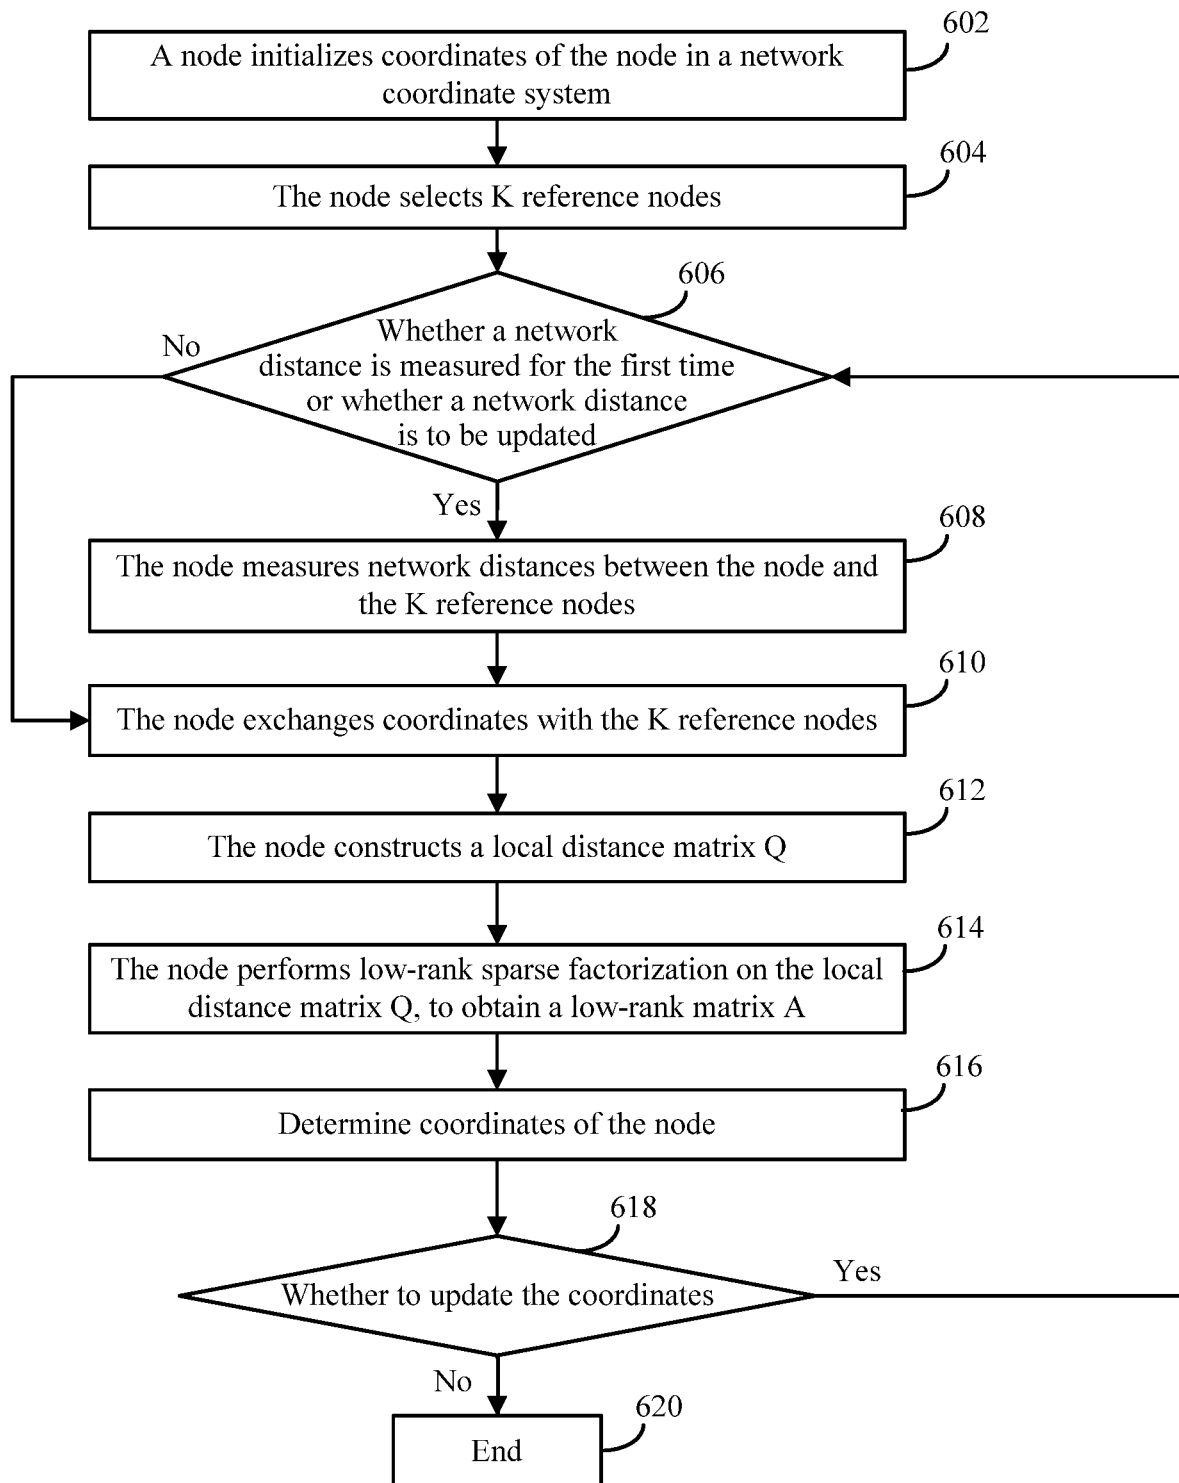 602
A node initializes coordinates of the node in a network
coordinate system
604
The node selects K reference nodes
606
Whether a network
distance is measured for the first time
or whether a network distance
is to be updated
No
Yes
608
The node measures network distances between the node and
the K reference nodes
610
The node exchanges coordinates with the K reference nodes
612
The node constructs a local distance matrix Q
614
The node performs low-rank sparse factorization on the local
distance matrix Q, to obtain a low-rank matrix A
616
Determine coordinates of the node
618
Whether to update the coordinates
Yes
No
620
End